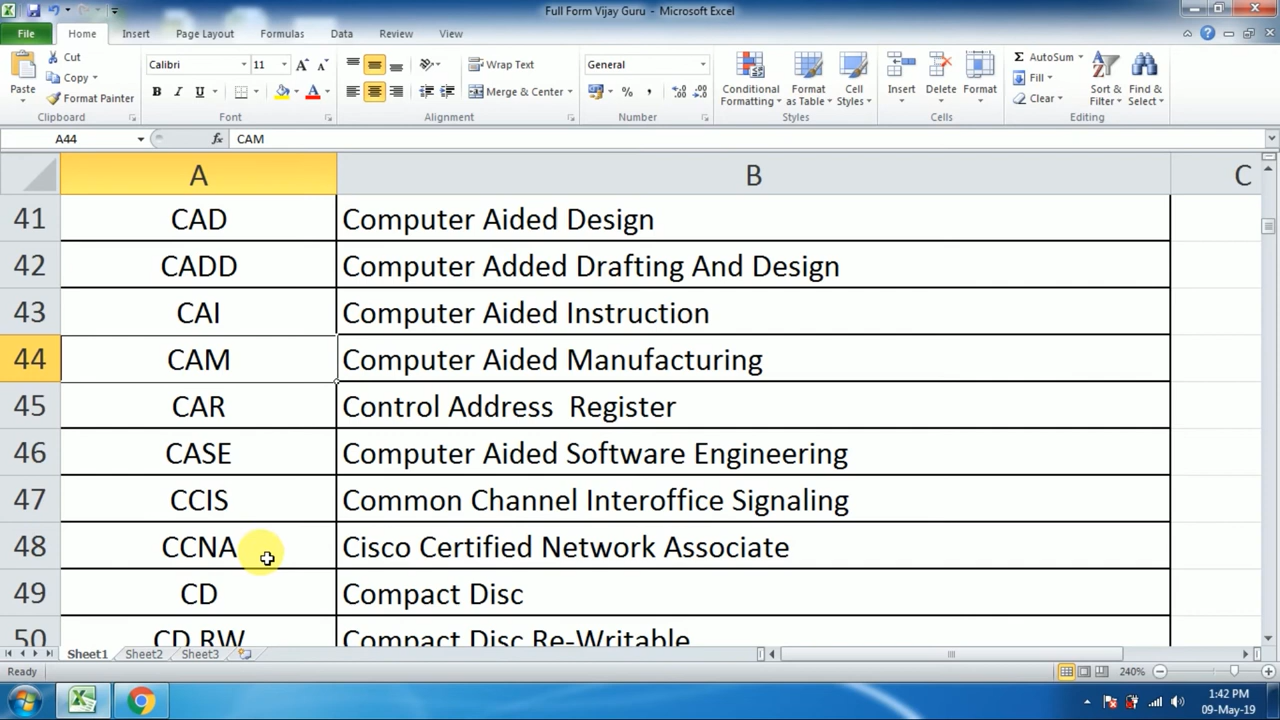 Full Form Vijay Guru - Microsoft Excel
File Home Insert Page Layout Formulas Data Review View
Paste Cut Copy Format Painter Clipboard
Calibri 11 A A B I U A Font
Wrap Text Merge & Center Alignment
General % , Number
Conditional Formatting Format as Table Cell Styles Styles
Insert Delete Format Cells
Σ AutoSum Fill Clear Sort & Filter Find & Select Editing
A44 fx CAM
A B C
41 CAD Computer Aided Design
42 CADD Computer Added Drafting And Design
43 CAI Computer Aided Instruction
44 CAM Computer Aided Manufacturing
45 CAR Control Address  Register
46 CASE Computer Aided Software Engineering
47 CCIS Common Channel Interoffice Signaling
48 CCNA Cisco Certified Network Associate
49 CD Compact Disc
50 CD RW Compact Disc Re-Writable
Sheet1 Sheet2 Sheet3
Ready 240%
1:42 PM
09-May-19